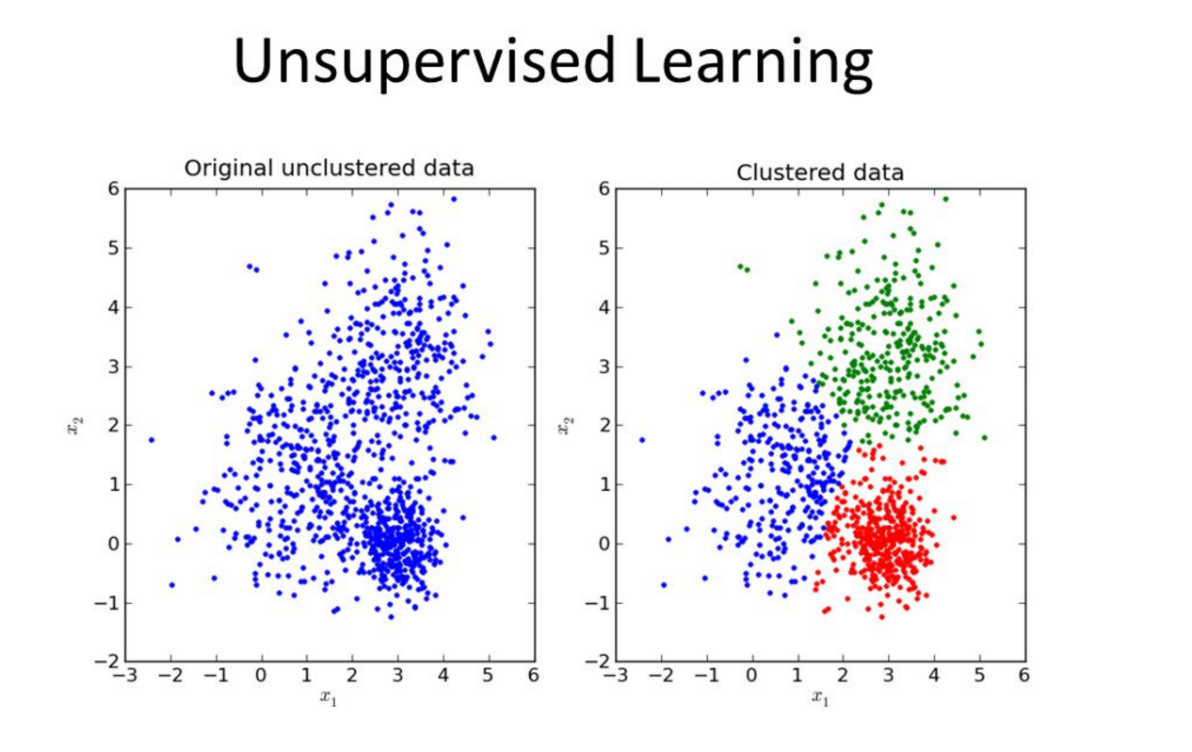 Unsupervised Learning
Original unclustered data
6
5
4
3
2
1
0
−1
−2
x₂
−3 −2 −1 0 1 2 3 4 5 6
x₁
Clustered data
6
5
4
3
2
1
0
−1
−2
x₂
−3 −2 −1 0 1 2 3 4 5 6
x₁